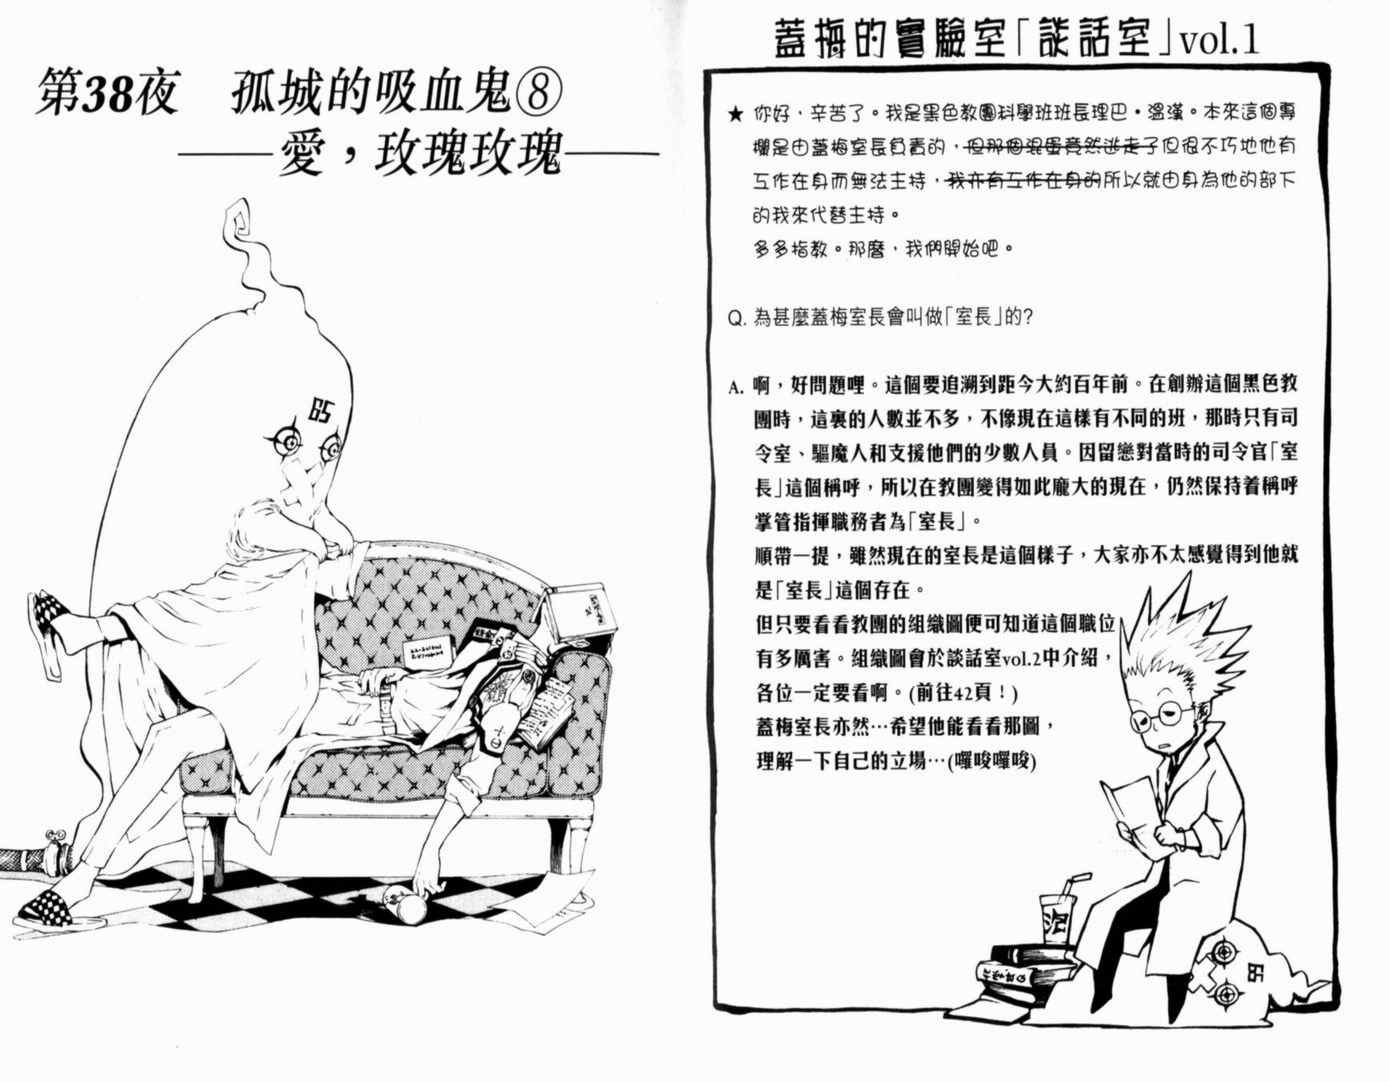 第38夜　孤城的吸血鬼⑧
——愛，玫瑰玫瑰——
65
蓋梅的實驗室「談話室」vol.1
★ 你好，辛苦了。我是黑色教團科學班班長理巴・溫漢。本來這個專
欄是由蓋梅室長負責的，但那個混蛋竟然逃走了但很不巧地他有
工作在身而無法主持，我亦有工作在身的所以就由身為他的部下
的我來代替主持。
多多指教。那麼，我們開始吧。
Q. 為甚麼蓋梅室長會叫做「室長」的?
A. 啊，好問題哩。這個要追溯到距今大約百年前。在創辦這個黑色教
團時，這裏的人數並不多，不像現在這樣有不同的班，那時只有司
令室、驅魔人和支援他們的少數人員。因留戀對當時的司令官「室
長」這個稱呼，所以在教團變得如此龐大的現在，仍然保持着稱呼
掌管指揮職務者為「室長」。
順帶一提，雖然現在的室長是這個樣子，大家亦不太感覺得到他就
是「室長」這個存在。
但只要看看教團的組織圖便可知道這個職位
有多厲害。組織圖會於談話室vol.2中介紹，
各位一定要看啊。(前往42頁！)
蓋梅室長亦然…希望他能看看那圖，
理解一下自己的立場…(囉唆囉唆)
泡
65